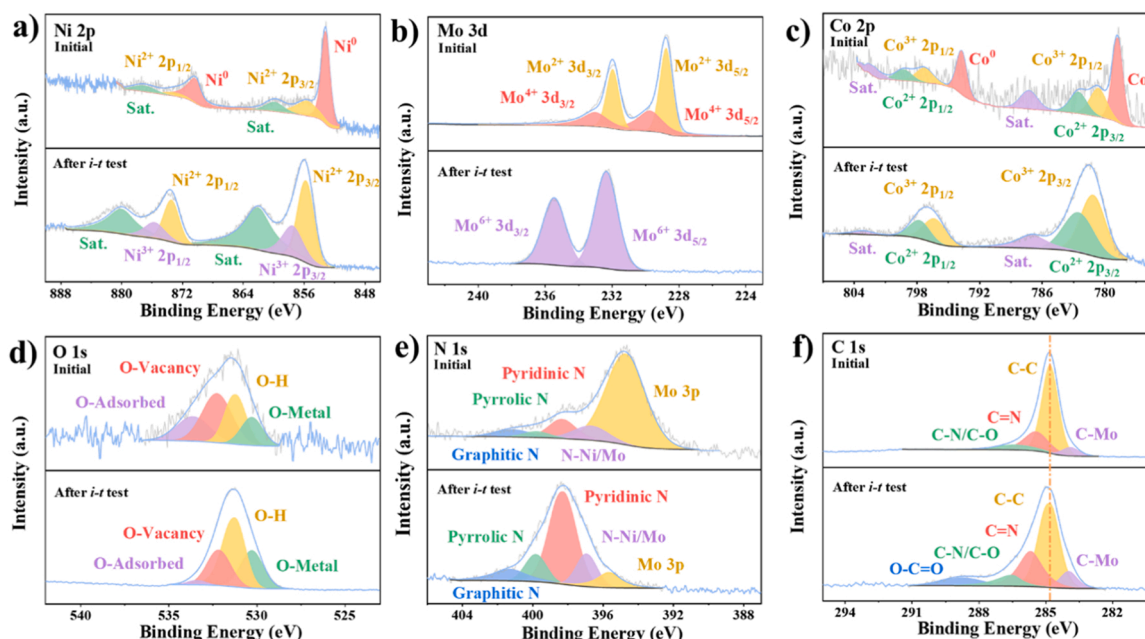 a)
Ni 2p
Initial
Ni2+ 2p1/2
Ni0
Ni2+ 2p3/2
Ni0
Sat.
Sat.
After i-t test
Ni2+ 2p1/2
Ni2+ 2p3/2
Sat.
Ni3+ 2p1/2
Sat.
Ni3+ 2p3/2
888 880 872 864 856 848
Binding Energy (eV)
Intensity (a.u.)
b)
Mo 3d
Initial
Mo2+ 3d3/2
Mo2+ 3d5/2
Mo4+ 3d3/2
Mo4+ 3d5/2
After i-t test
Mo6+ 3d3/2
Mo6+ 3d5/2
240 236 232 228 224
Binding Energy (eV)
Intensity (a.u.)
c)
Co 2p
Initial
Co3+ 2p1/2
Co0
Co3+ 2p1/2
Co
Sat.
Co2+ 2p1/2
Sat.
Co2+ 2p3/2
After i-t test
Co3+ 2p1/2
Co3+ 2p3/2
Sat.
Co2+ 2p1/2
Sat.
Co2+ 2p3/2
804 798 792 786 780
Binding Energy (eV)
Intensity (a.u.)
d)
O 1s
Initial
O-Vacancy
O-H
O-Adsorbed
O-Metal
After i-t test
O-H
O-Vacancy
O-Adsorbed
O-Metal
540 535 530 525
Binding Energy (eV)
Intensity (a.u.)
e)
N 1s
Initial
Pyridinic N
Mo 3p
Pyrrolic N
Graphitic N
N-Ni/Mo
After i-t test
Pyridinic N
Pyrrolic N
N-Ni/Mo
Mo 3p
Graphitic N
404 400 396 392 388
Binding Energy (eV)
Intensity (a.u.)
f)
C 1s
Initial
C-C
C=N
C-N/C-O
C-Mo
After i-t test
C-C
C=N
C-N/C-O
O-C=O
C-Mo
294 291 288 285 282
Binding Energy (eV)
Intensity (a.u.)